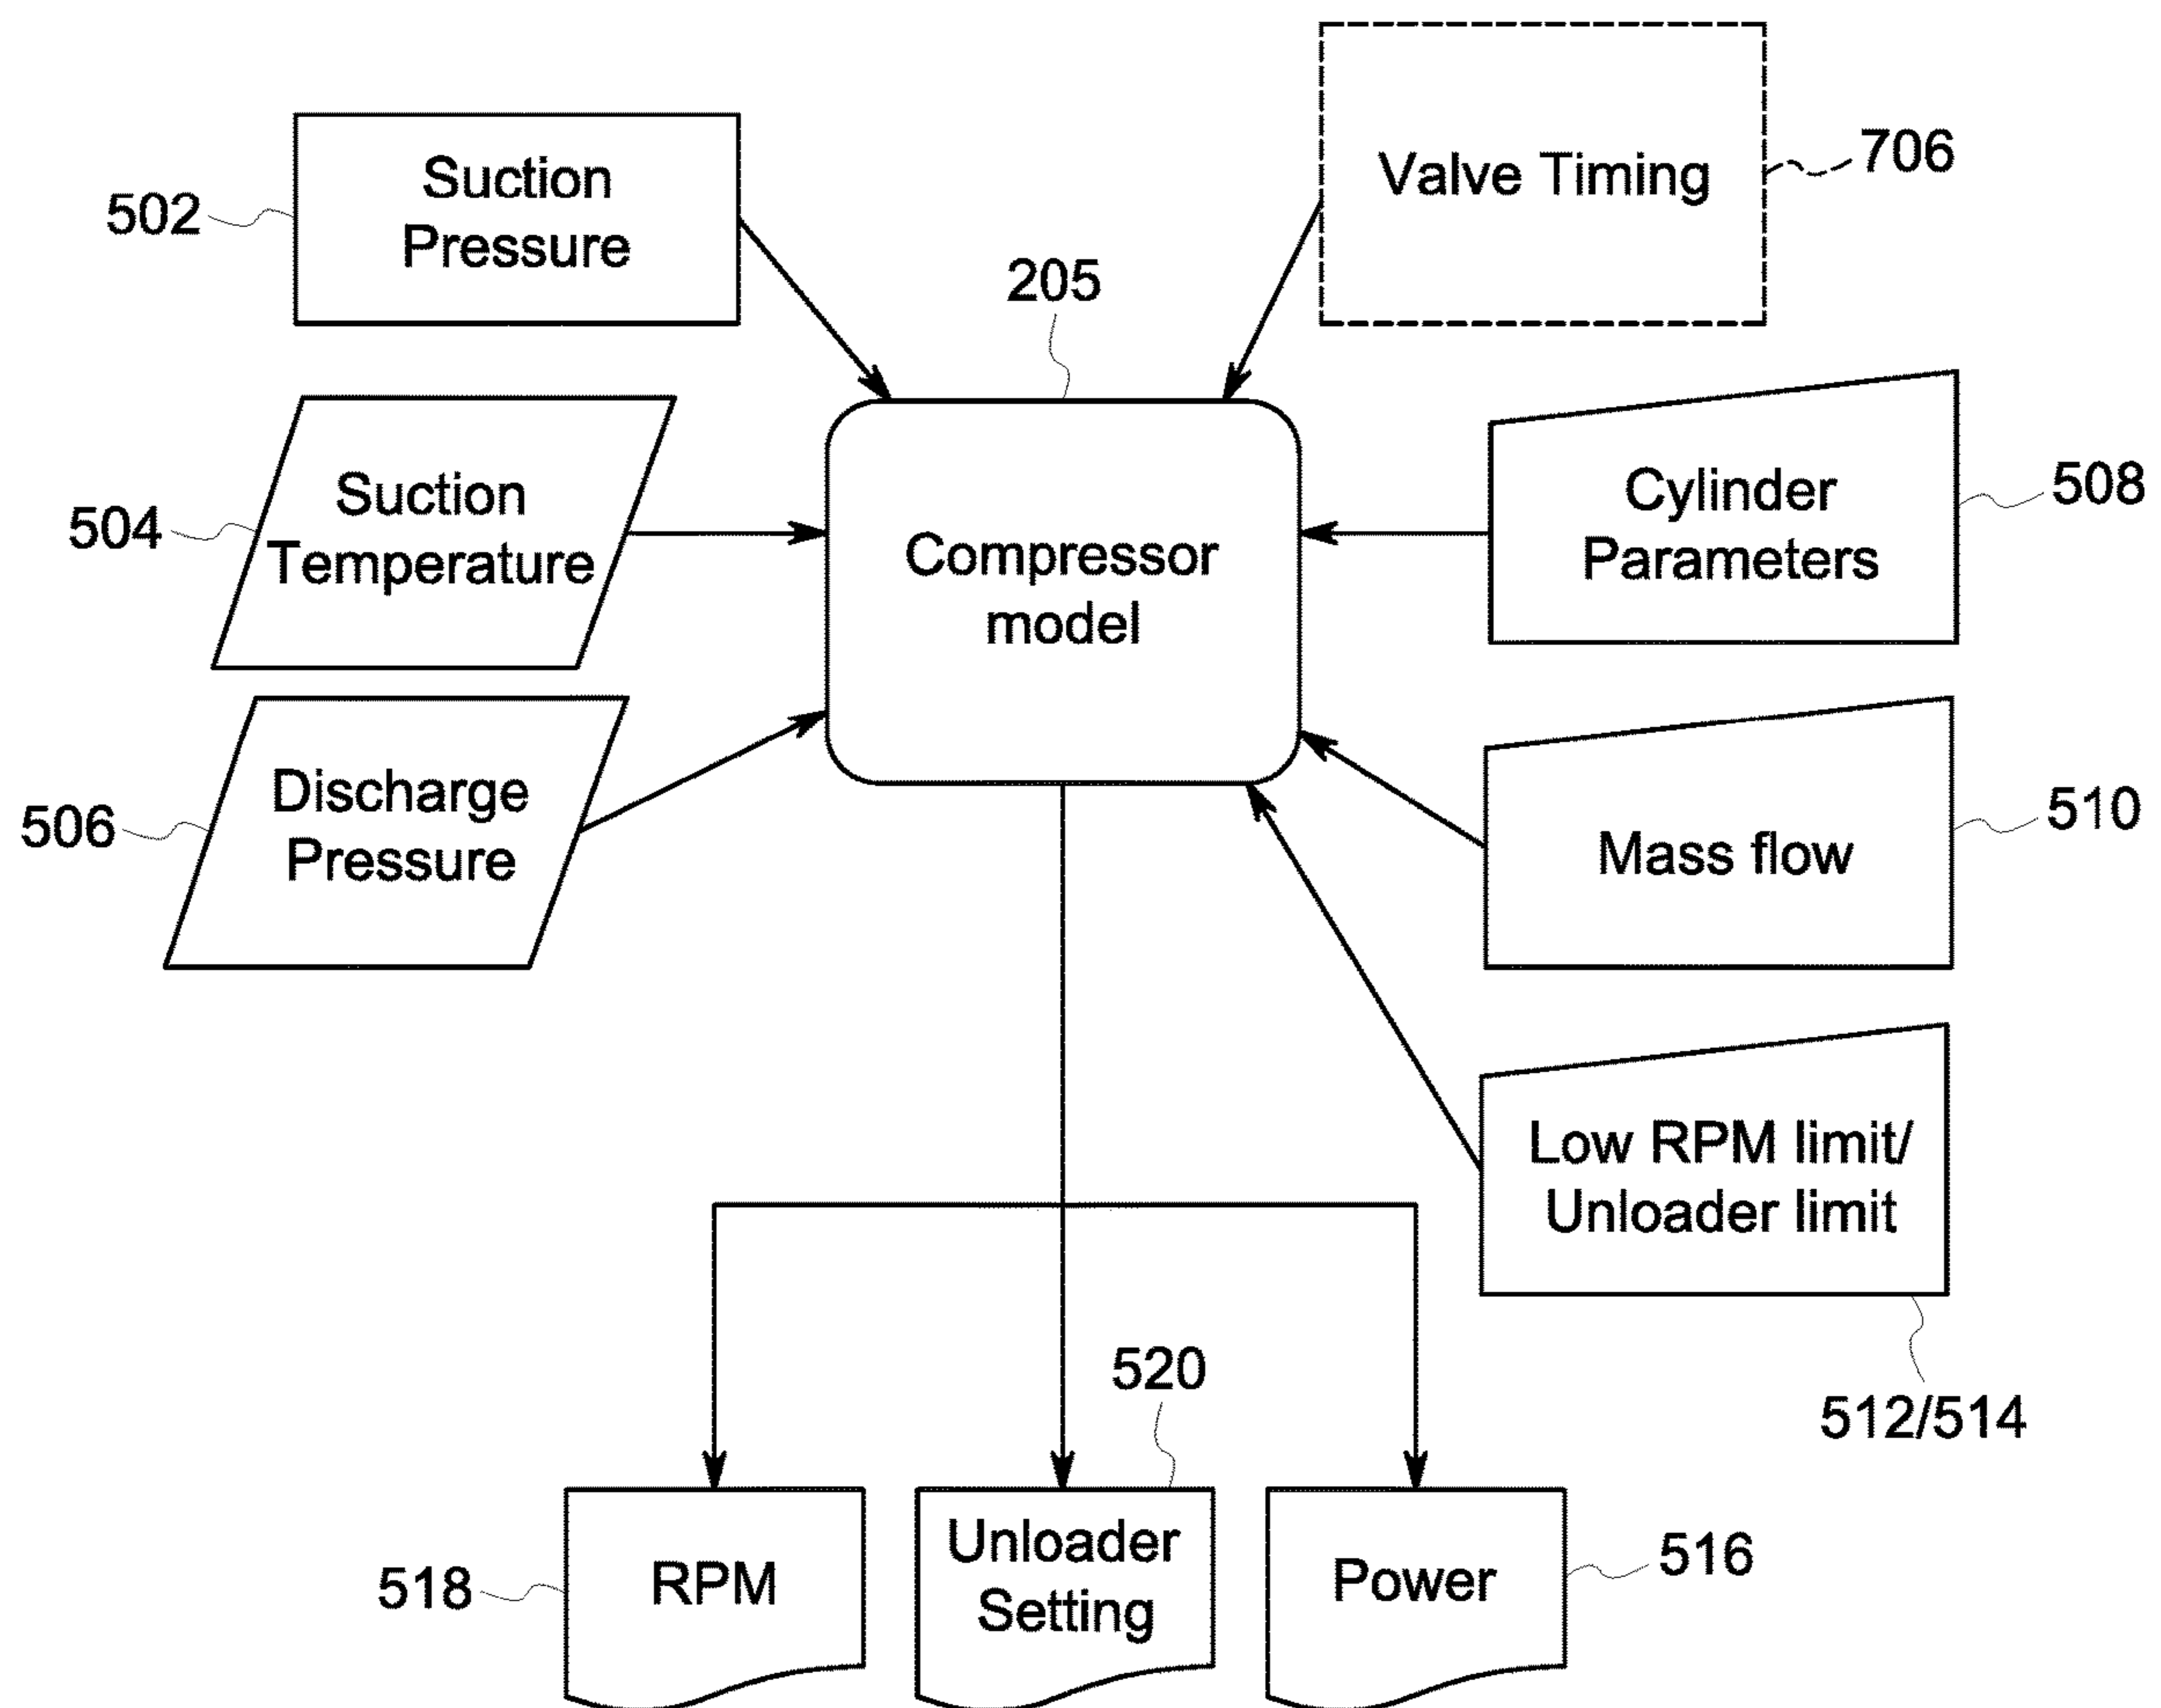 Valve Timing
706
Suction
Pressure
502
205
Suction
Temperature
504
Compressor
model
Cylinder
Parameters
508
Discharge
Pressure
506
Mass flow
510
Low RPM limit/
Unloader limit
512/514
520
RPM
518
Unloader
Setting
Power
516